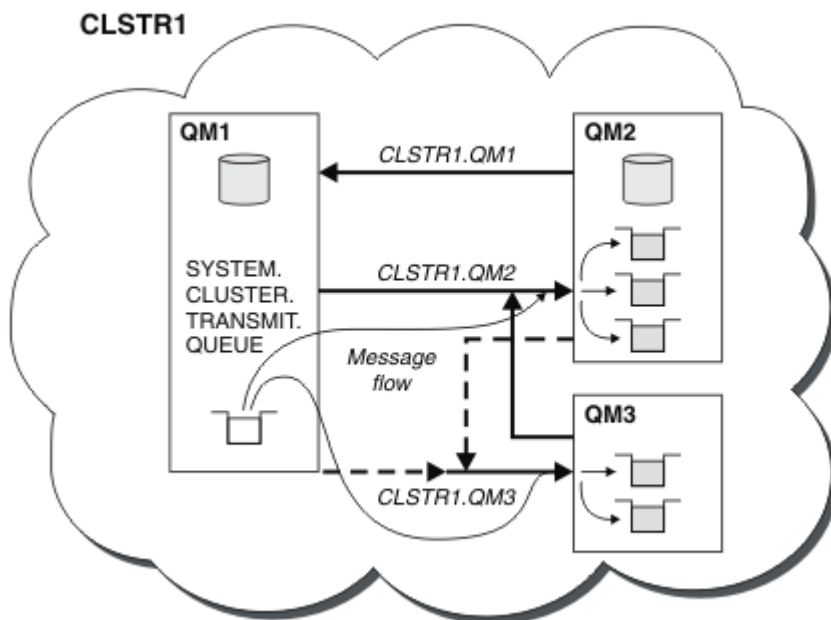 CLSTR1
QM1
QM2
CLSTR1.QM1
SYSTEM.
CLUSTER.
TRANSMIT.
QUEUE
CLSTR1.QM2
Message
flow
QM3
CLSTR1.QM3